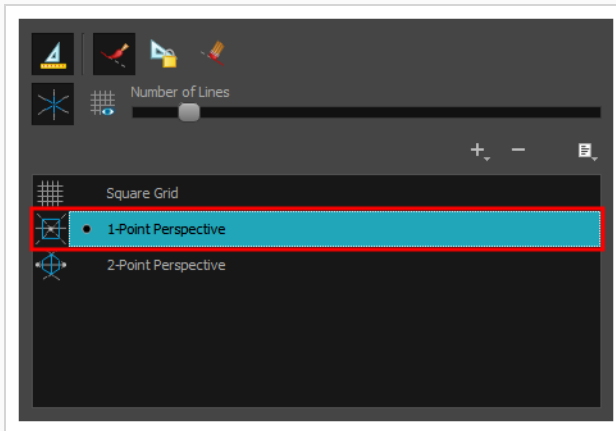 Number of Lines
Square Grid
1-Point Perspective
2-Point Perspective